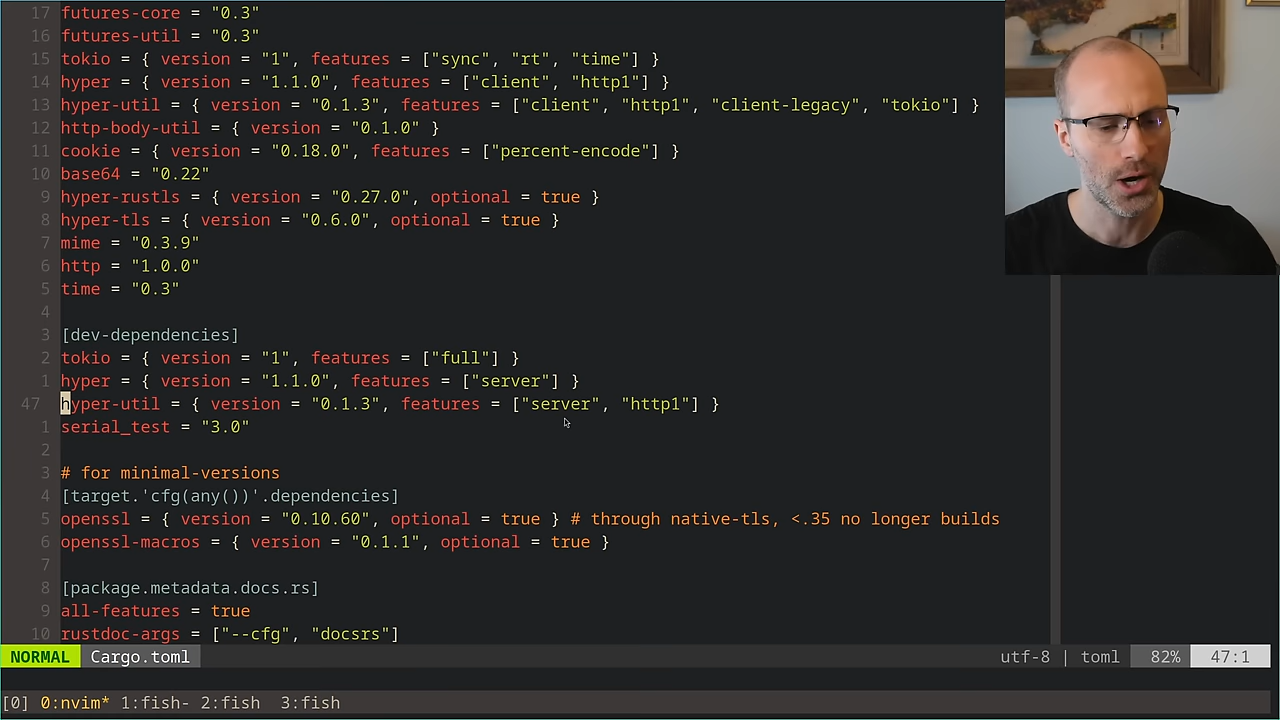 17 futures-core = "0.3"
16 futures-util = "0.3"
15 tokio = { version = "1", features = ["sync", "rt", "time"] }
14 hyper = { version = "1.1.0", features = ["client", "http1"] }
13 hyper-util = { version = "0.1.3", features = ["client", "http1", "client-legacy", "tokio"] }
12 http-body-util = { version = "0.1.0" }
11 cookie = { version = "0.18.0", features = ["percent-encode"] }
10 base64 = "0.22"
9 hyper-rustls = { version = "0.27.0", optional = true }
8 hyper-tls = { version = "0.6.0", optional = true }
7 mime = "0.3.9"
6 http = "1.0.0"
5 time = "0.3"
4
3 [dev-dependencies]
2 tokio = { version = "1", features = ["full"] }
1 hyper = { version = "1.1.0", features = ["server"] }
47 hyper-util = { version = "0.1.3", features = ["server", "http1"] }
1 serial_test = "3.0"
2
3 # for minimal-versions
4 [target.'cfg(any())'.dependencies]
5 openssl = { version = "0.10.60", optional = true } # through native-tls, <.35 no longer builds
6 openssl-macros = { version = "0.1.1", optional = true }
7
8 [package.metadata.docs.rs]
9 all-features = true
10 rustdoc-args = ["--cfg", "docsrs"]
NORMAL Cargo.toml utf-8 | toml 82% 47:1
[0] 0:nvim* 1:fish- 2:fish 3:fish